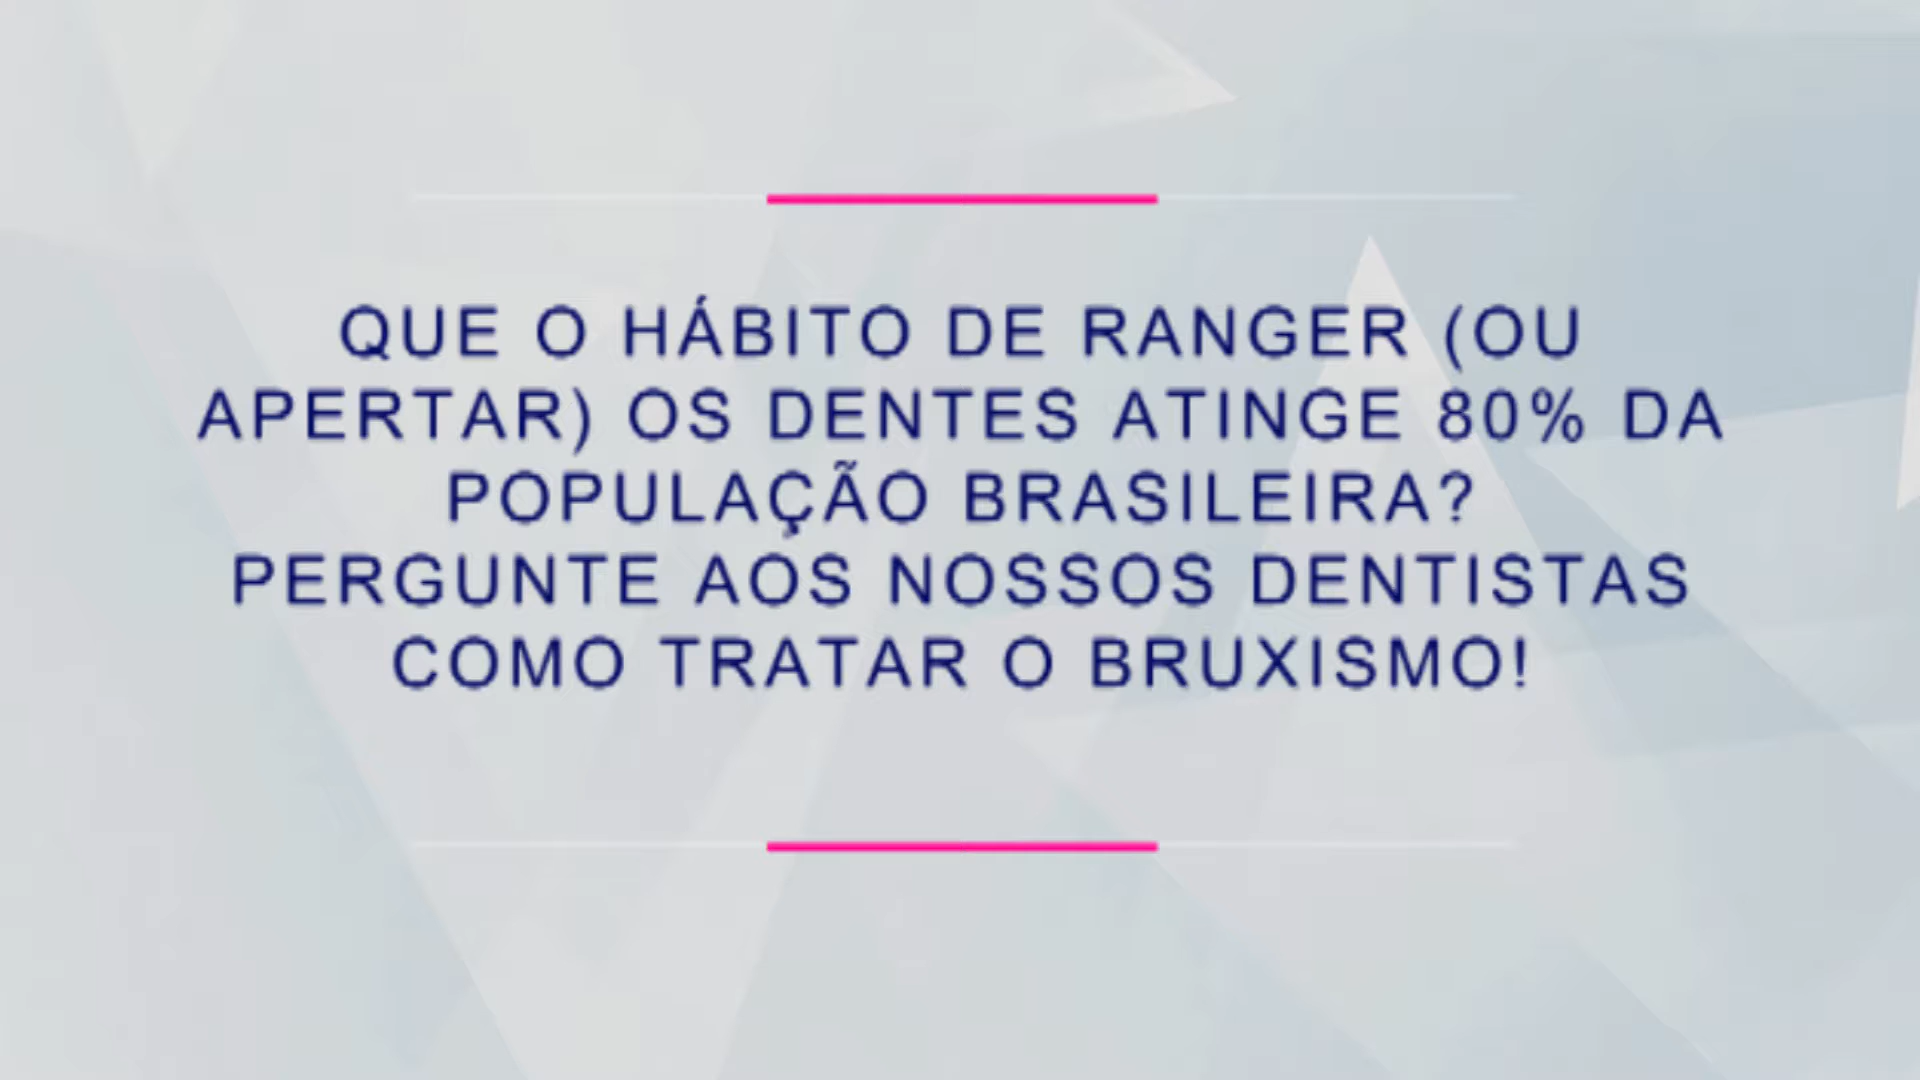 QUE O HÁBITO DE RANGER (OU
APERTAR) OS DENTES ATINGE 80% DA
POPULAÇÃO BRASILEIRA?
PERGUNTE AOS NOSSOS DENTISTAS
COMO TRATAR O BRUXISMO!